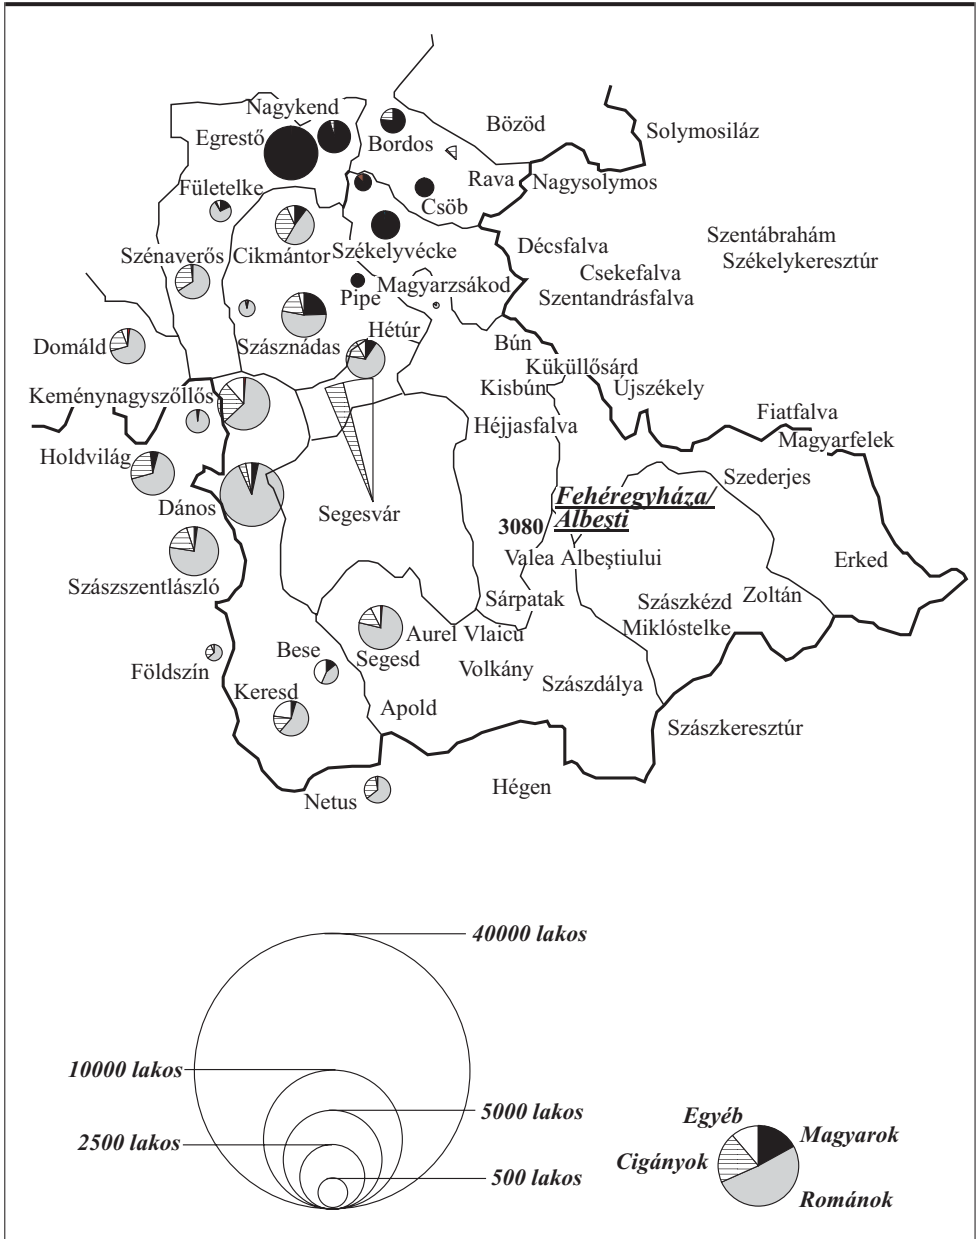 Nagykend
Bözöd
Solymosiláz
Egrestő
Bordos
Rava
Nagysolymos
Fületelke
Csöb
Szentábrahám
Décsfalva
Székelyvécke
Szénaverős
Cikmántor
Székelykeresztúr
Csekefalva
Magyarzsákod
Pipe
Szentandrásfalva
Hétúr
Bún
Domáld
Szásznádas
Küküllősárd
Kisbún
Újszékely
Keménynagyszőllős
Fiatfalva
Héjjasfalva
Magyarfelek
Holdvilág
Szederjes
Fehéregyháza/
Albeşti
Dános
Segesvár
3080
Valea Albeştiului
Erked
Szászszentlászló
Sárpatak
Szászkézd
Zoltán
Miklóstelke
Aurel Vlaicu
Bese
Segesd
Földszín
Volkány
Szászdálya
Keresd
Apold
Szászkeresztúr
Netus
Hégen
40000 lakos
10000 lakos
5000 lakos
2500 lakos
500 lakos
Egyéb
Magyarok
Cigányok
Románok